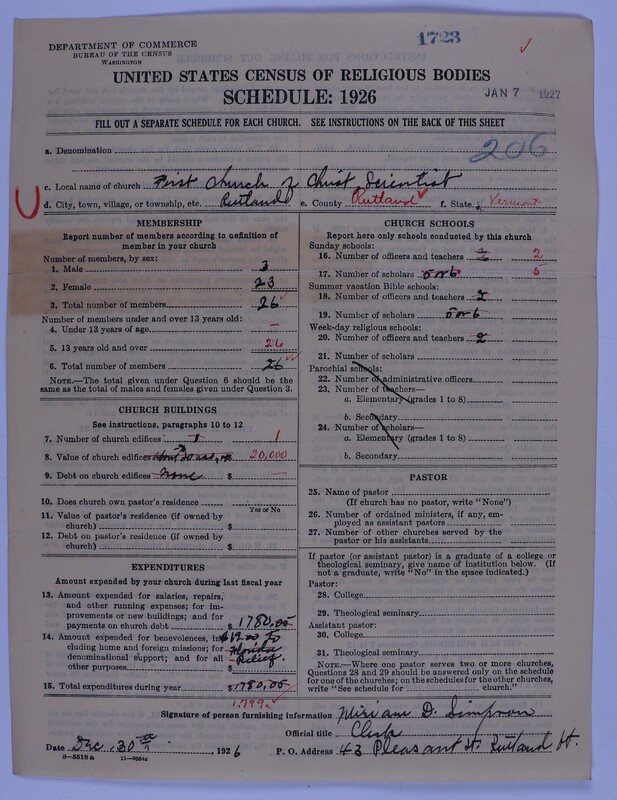 1723
DEPARTMENT OF COMMERCE
BUREAU OF THE CENSUS
WASHINGTON
UNITED STATES CENSUS OF RELIGIOUS BODIES
SCHEDULE: 1926
JAN 7 1927
FILL OUT A SEPARATE SCHEDULE FOR EACH CHURCH. SEE INSTRUCTIONS ON THE BACK OF THIS SHEET
a. Denomination
206
c. Local name of church First Church of Christ, Scientist
d. City, town, village, or township, etc. Rutland e. County Rutland f. State Vermont
MEMBERSHIP
Report number of members according to definition of
member in your church
Number of members, by sex:
1. Male 3
2. Female 23
3. Total number of members 26
Number of members under and over 13 years old:
4. Under 13 years of age –
5. 13 years old and over 26
6. Total number of members 26
NOTE.—The total given under Question 6 should be the
same as the total of males and females given under Question 3.
CHURCH BUILDINGS
See instructions, paragraphs 10 to 12
7. Number of church edifices 1 1
8. Value of church edifices 20,000
9. Debt on church edifices None
10. Does church own pastor's residence
Yes or No
11. Value of pastor's residence (if owned by
church) $
12. Debt on pastor's residence (if owned by
church) $
EXPENDITURES
Amount expended by your church during last fiscal year
13. Amount expended for salaries, repairs,
and other running expenses; for im-
provements or new buildings; and for
payments on church debt $1780.00
14. Amount expended for benevolences, in- $12.00 to
cluding home and foreign missions; for Florida
denominational support; and for all Relief.
other purposes $
15. Total expenditures during year $1780.00
1792
CHURCH SCHOOLS
Report here only schools conducted by this church
Sunday schools:
16. Number of officers and teachers 2 2
17. Number of scholars 5 or 6 5
Summer vacation Bible schools:
18. Number of officers and teachers 2
19. Number of scholars 5 or 6
Week-day religious schools:
20. Number of officers and teachers 2
21. Number of scholars
Parochial schools:
22. Number of administrative officers
23. Number of teachers—
a. Elementary (grades 1 to 8)
b. Secondary
24. Number of scholars—
a. Elementary (grades 1 to 8)
b. Secondary
PASTOR
25. Name of pastor
(If church has no pastor, write "None")
26. Number of ordained ministers, if any, em-
ployed as assistant pastors
27. Number of other churches served by the
pastor or his assistants
If pastor (or assistant pastor) is a graduate of a college or
theological seminary, give name of institution below. (If
not a graduate, write "No" in the space indicated.)
Pastor:
28. College
29. Theological seminary
Assistant pastor:
30. College
31. Theological seminary
NOTE.—Where one pastor serves two or more churches,
Questions 28 and 29 should be answered only on the schedule
for one of the churches; on the schedules for the other churches,
write "See schedule for church."
Signature of person furnishing information Miriam D. Simpson
Official title Clerk
Date Dec. 30th, 1926 P. O. Address 43 Pleasant St. Rutland Vt.
8—5518a